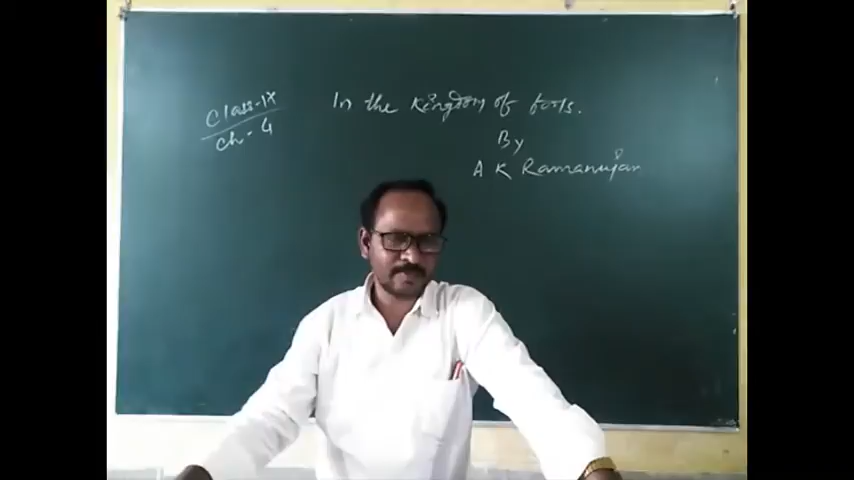 Class-IX
Ch-4
In the Kingdom of fools.
By
A K Ramanujan